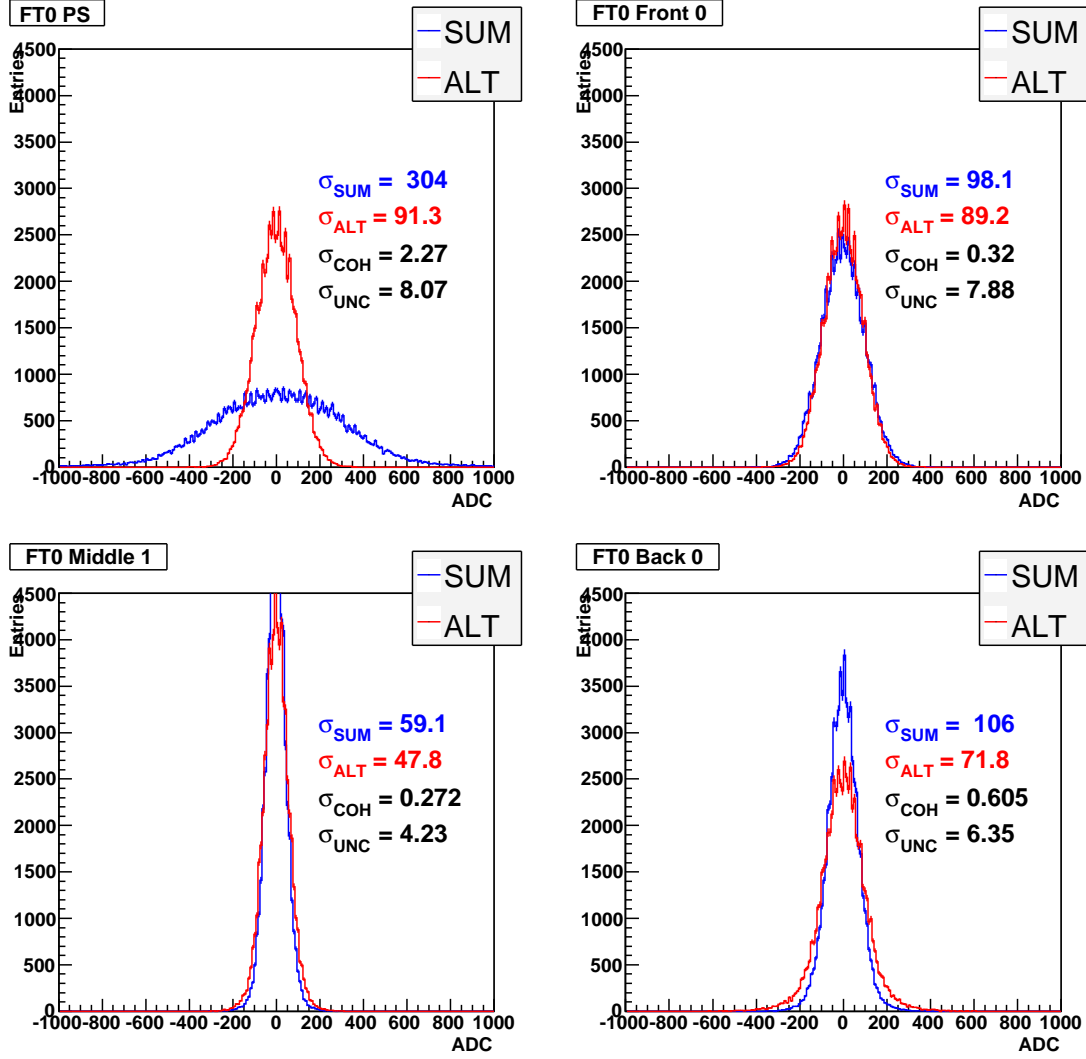 FT0 PS
SUM
ALT
Entries
4500
4000
3500
3000
2500
2000
1500
1000
500
0
σSUM = 304
σALT = 91.3
σCOH = 2.27
σUNC = 8.07
-1000 -800 -600 -400 -200 0 200 400 600 800 1000
ADC
FT0 Front 0
SUM
ALT
Entries
4500
4000
3500
3000
2500
2000
1500
1000
500
0
σSUM = 98.1
σALT = 89.2
σCOH = 0.32
σUNC = 7.88
-1000 -800 -600 -400 -200 0 200 400 600 800 1000
ADC
FT0 Middle 1
SUM
ALT
Entries
4500
4000
3500
3000
2500
2000
1500
1000
500
0
σSUM = 59.1
σALT = 47.8
σCOH = 0.272
σUNC = 4.23
-1000 -800 -600 -400 -200 0 200 400 600 800 1000
ADC
FT0 Back 0
SUM
ALT
Entries
4500
4000
3500
3000
2500
2000
1500
1000
500
0
σSUM = 106
σALT = 71.8
σCOH = 0.605
σUNC = 6.35
-1000 -800 -600 -400 -200 0 200 400 600 800 1000
ADC